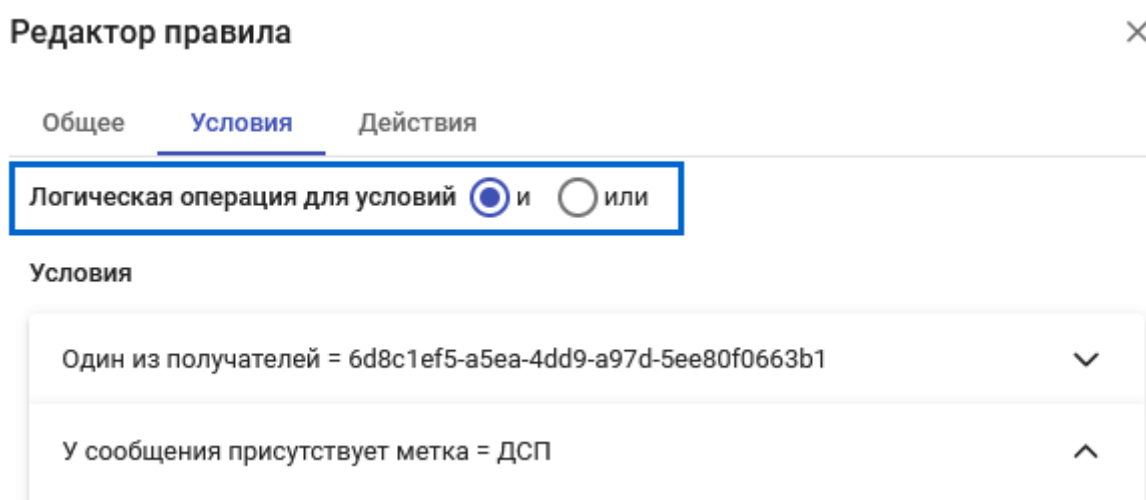 Редактор правила
Общее Условия Действия
Логическая операция для условий и или
Условия
Один из получателей = 6d8c1ef5-a5ea-4dd9-a97d-5ee80f0663b1
У сообщения присутствует метка = ДСП